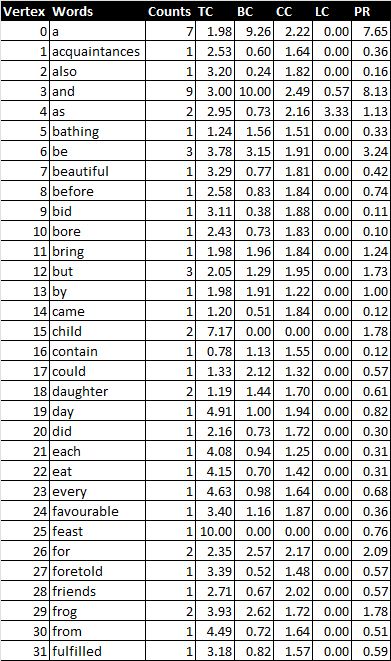 Vertex Words Counts TC BC CC LC PR
0 a 7 1.98 9.26 2.22 0.00 7.65
1 acquaintances 1 2.53 0.60 1.64 0.00 0.36
2 also 1 3.20 0.24 1.82 0.00 0.16
3 and 9 3.00 10.00 2.49 0.57 8.13
4 as 2 2.95 0.73 2.16 3.33 1.13
5 bathing 1 1.24 1.56 1.51 0.00 0.33
6 be 3 3.78 3.15 1.91 0.00 3.24
7 beautiful 1 3.29 0.77 1.81 0.00 0.42
8 before 1 2.58 0.83 1.84 0.00 0.74
9 bid 1 3.11 0.38 1.88 0.00 0.11
10 bore 1 2.43 0.73 1.83 0.00 0.10
11 bring 1 1.98 1.96 1.84 0.00 1.24
12 but 3 2.05 1.29 1.95 0.00 1.73
13 by 1 1.98 1.91 1.22 0.00 1.00
14 came 1 1.20 0.51 1.84 0.00 0.12
15 child 2 7.17 0.00 0.00 0.00 1.78
16 contain 1 0.78 1.13 1.55 0.00 0.12
17 could 1 1.33 2.12 1.32 0.00 0.57
18 daughter 2 1.19 1.44 1.70 0.00 0.61
19 day 1 4.91 1.00 1.94 0.00 0.82
20 did 1 2.16 0.73 1.72 0.00 0.30
21 each 1 4.08 0.94 1.25 0.00 0.31
22 eat 1 4.15 0.70 1.42 0.00 0.31
23 every 1 4.63 0.98 1.64 0.00 0.68
24 favourable 1 3.40 1.16 1.87 0.00 0.36
25 feast 1 10.00 0.00 0.00 0.00 0.76
26 for 2 2.35 2.57 2.17 0.00 2.09
27 foretold 1 3.39 0.52 1.48 0.00 0.57
28 friends 1 2.71 0.67 2.02 0.00 0.57
29 frog 2 3.93 2.62 1.72 0.00 1.78
30 from 1 4.49 0.72 1.64 0.00 0.51
31 fulfilled 1 3.18 0.82 1.57 0.00 0.59